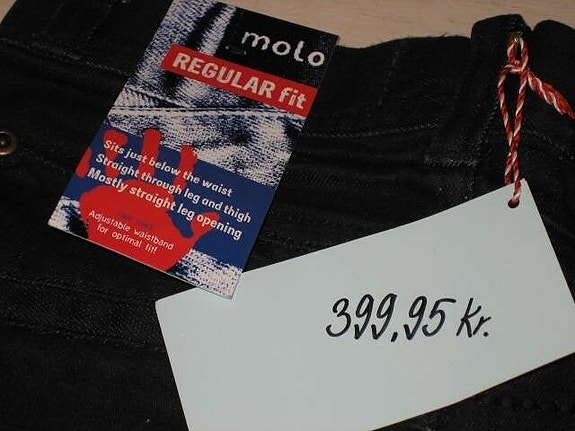 molo
REGULAR fit
Sits just below the waist
Straight through leg and thigh
Mostly straight leg opening
Adjustable waistband
for optimal fit!
399,95 kr.